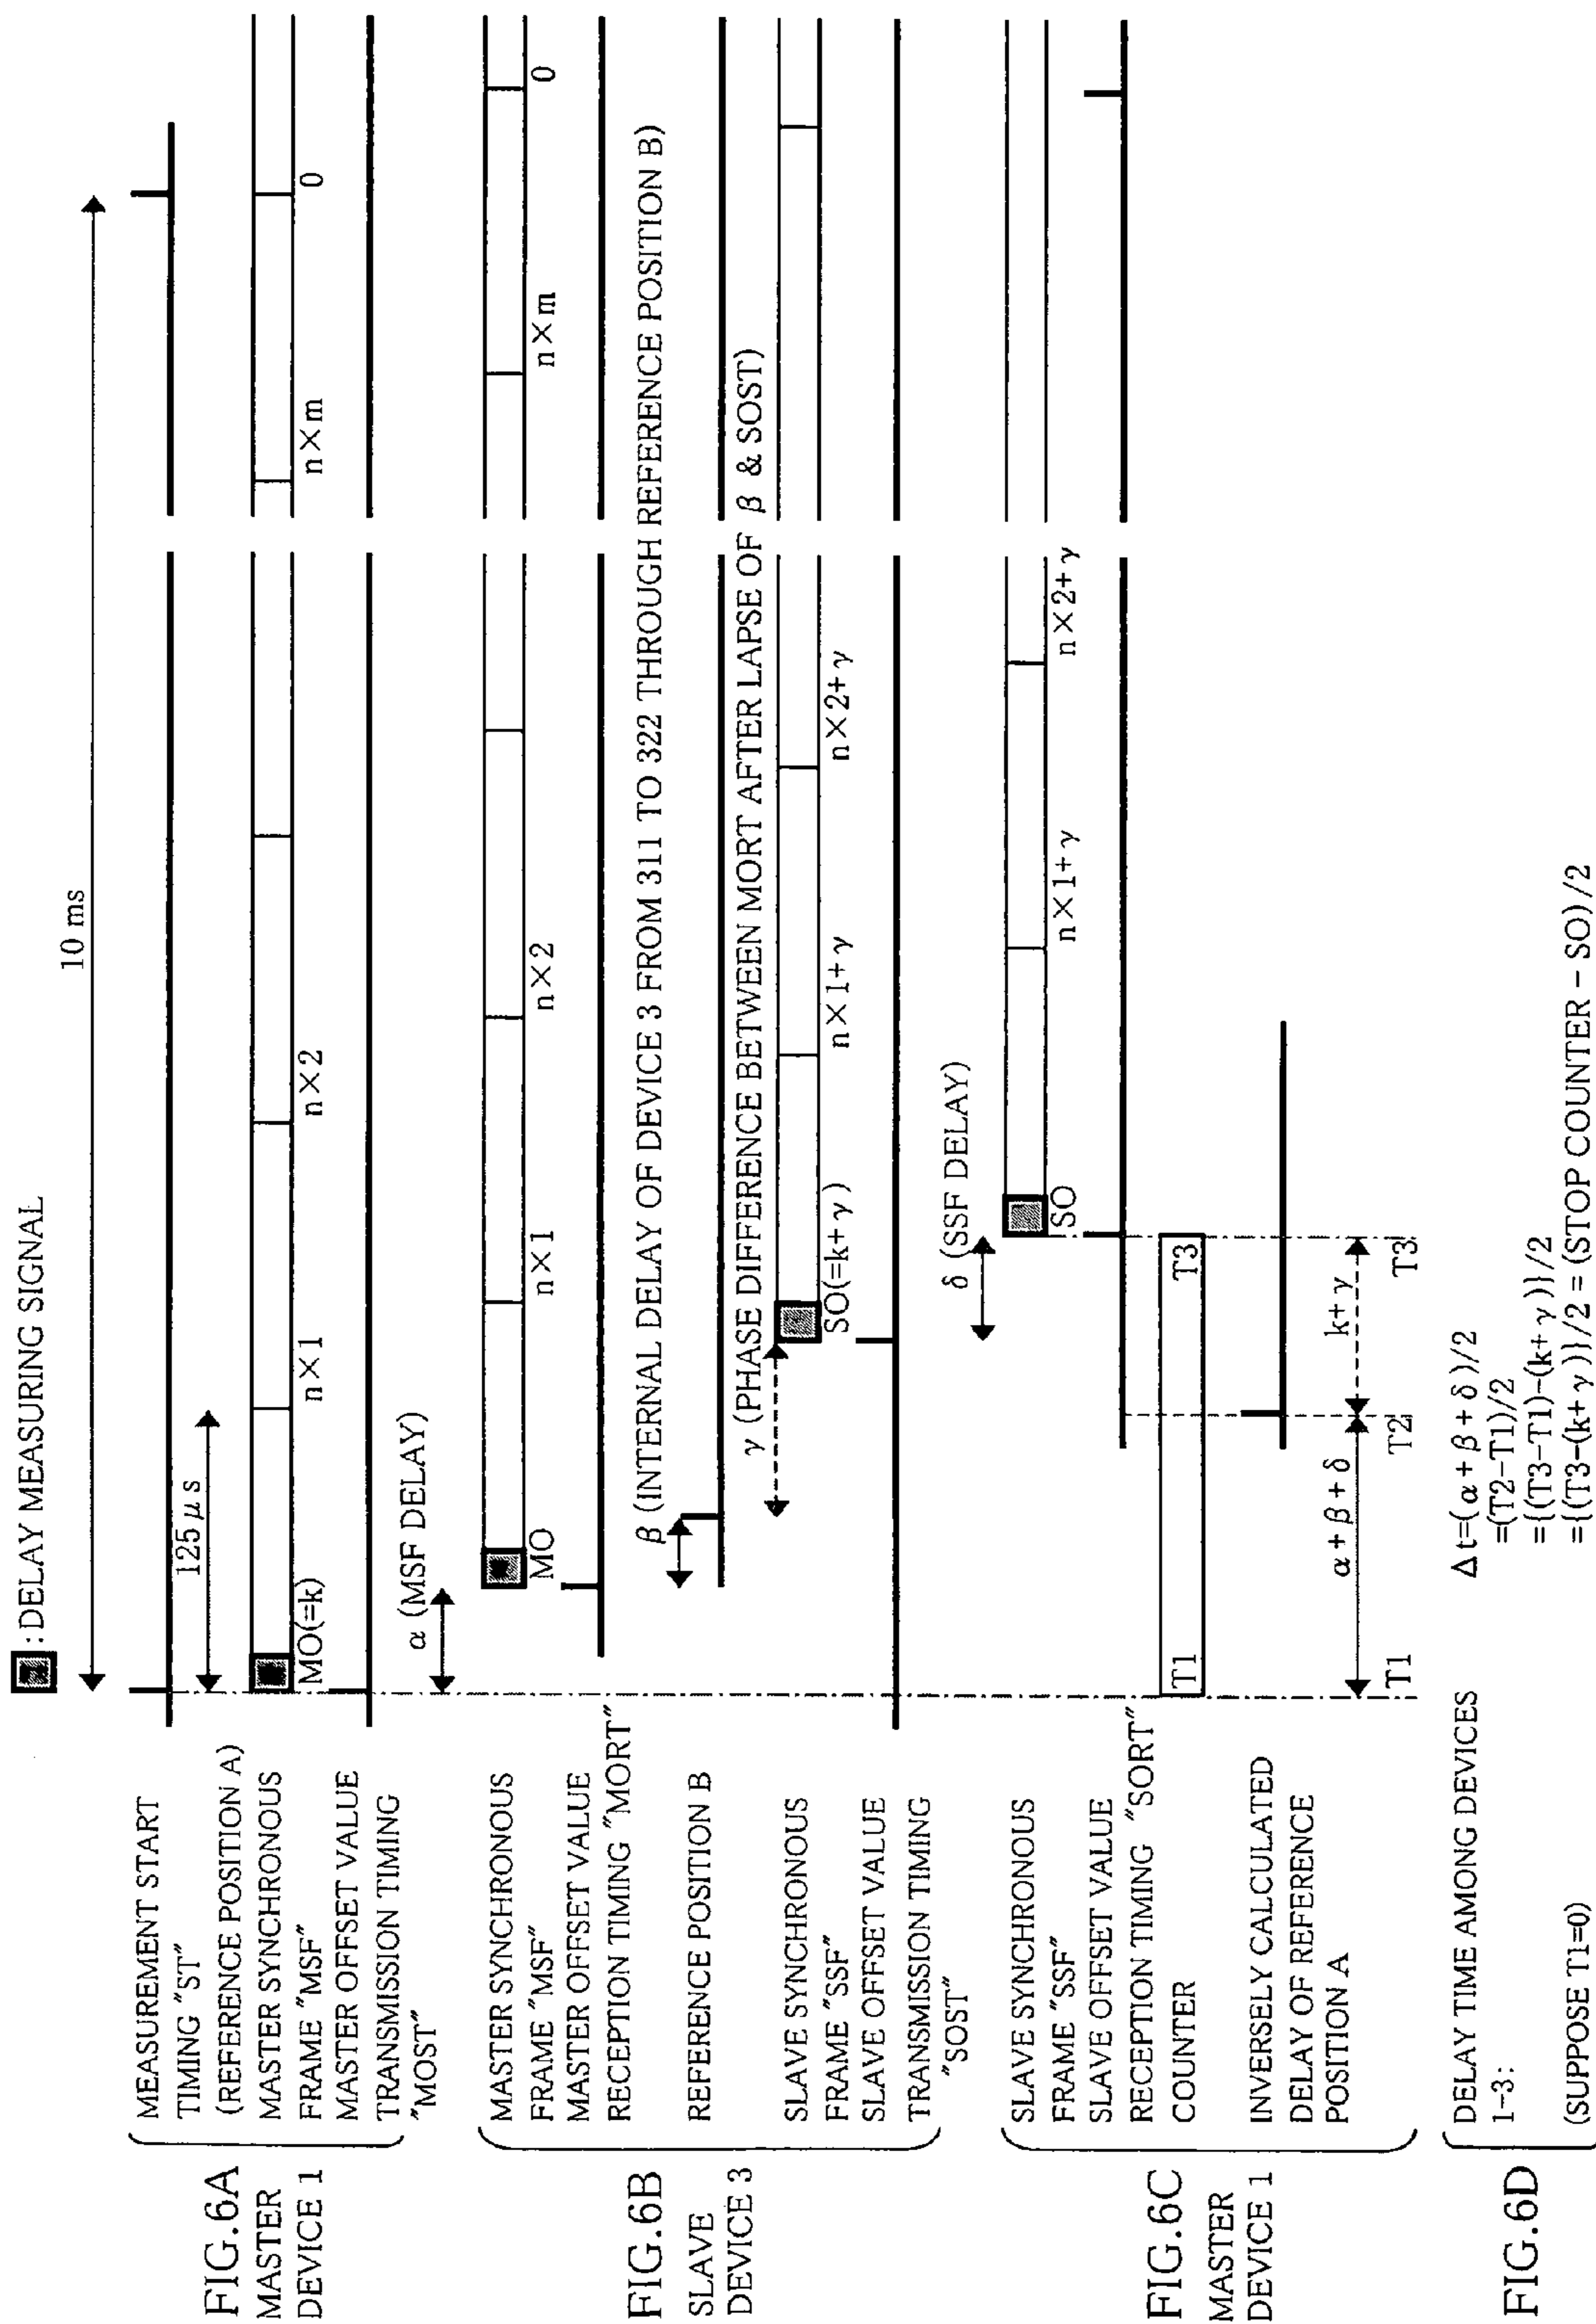 ▣:DELAY MEASURING SIGNAL
10 ms
FIG.6A
MASTER
DEVICE 1
MEASUREMENT START
TIMING "ST"
(REFERENCE POSITION A)
MASTER SYNCHRONOUS
FRAME "MSF"
MASTER OFFSET VALUE
TRANSMISSION TIMING
"MOST"
125 μs
MO(=k)
n×1
n×2
n×m
0
FIG.6B
SLAVE
DEVICE 3
MASTER SYNCHRONOUS
FRAME "MSF"
MASTER OFFSET VALUE
RECEPTION TIMING "MORT"
REFERENCE POSITION B
SLAVE SYNCHRONOUS
FRAME "SSF"
SLAVE OFFSET VALUE
TRANSMISSION TIMING
"SOST"
α (MSF DELAY)
MO
n×1
n×2
n×m
0
β (INTERNAL DELAY OF DEVICE 3 FROM 311 TO 322 THROUGH REFERENCE POSITION B)
γ (PHASE DIFFERENCE BETWEEN MORT AFTER LAPSE OF β & SOST)
SO(=k+γ)
n×1+γ
n×2+γ
FIG.6C
MASTER
DEVICE 1
SLAVE SYNCHRONOUS
FRAME "SSF"
SLAVE OFFSET VALUE
RECEPTION TIMING "SORT"
COUNTER
INVERSELY CALCULATED
DELAY OF REFERENCE
POSITION A
δ (SSF DELAY)
SO
n×1+γ
n×2+γ
T1
T3
α+β+δ
k+γ
T1
T2
T3
FIG.6D
DELAY TIME AMONG DEVICES
1-3:
(SUPPOSE T1=0)
Δt=(α+β+δ)/2
=(T2-T1)/2
={(T3-T1)-(k+γ)}/2
={(T3-(k+γ)}/2 = (STOP COUNTER - SO)/2